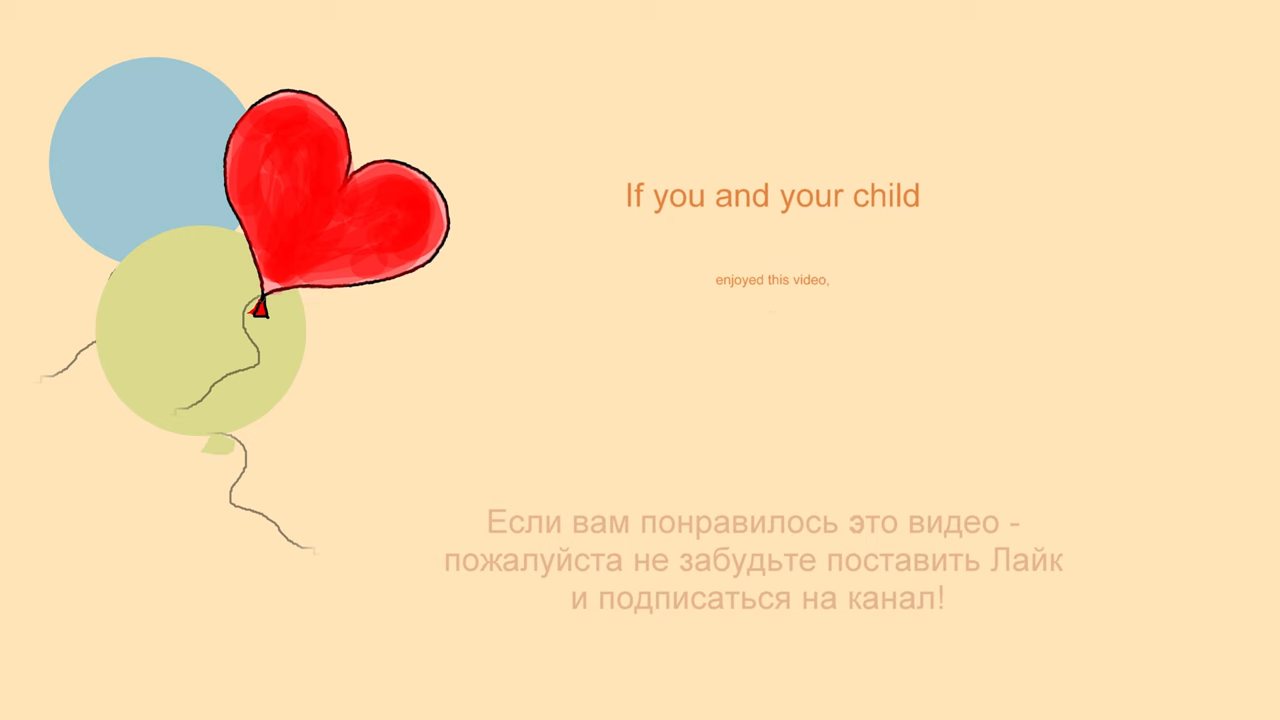 If you and your child
enjoyed this video,
Если вам понравилось это видео -
пожалуйста не забудьте поставить Лайк
и подписаться на канал!